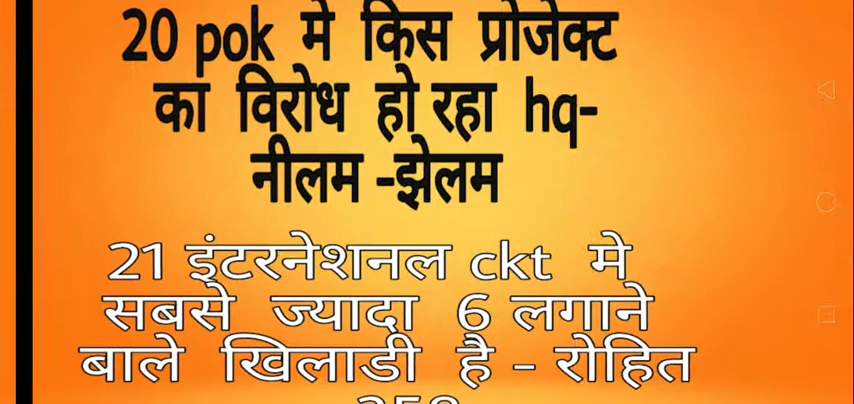 20 pok मे किस प्रोजेक्ट
का विरोध हो रहा hq-
नीलम -झेलम
21 इंटरनेशनल ckt मे
सबसे ज्यादा 6 लगाने
बाले खिलाडी है - रोहित